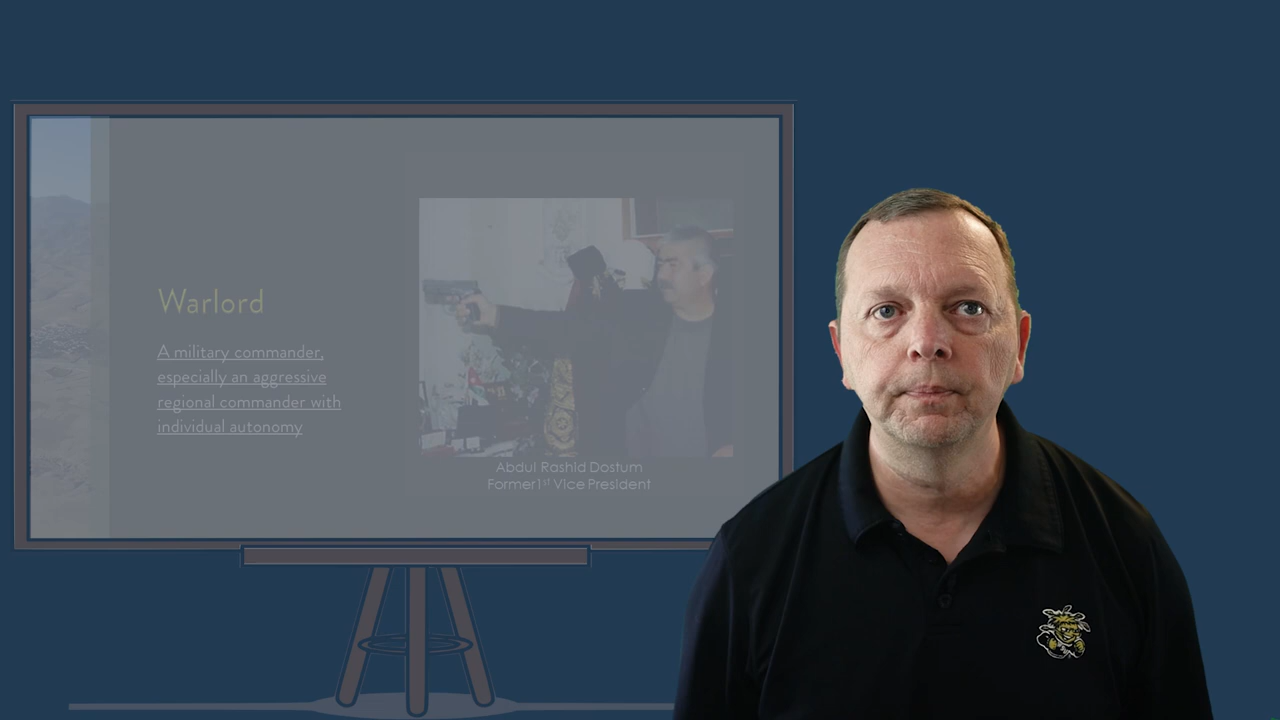 Warlord
A military commander,
especially an aggressive
regional commander with
individual autonomy
Abdul Rashid Dostum
Former1st Vice President